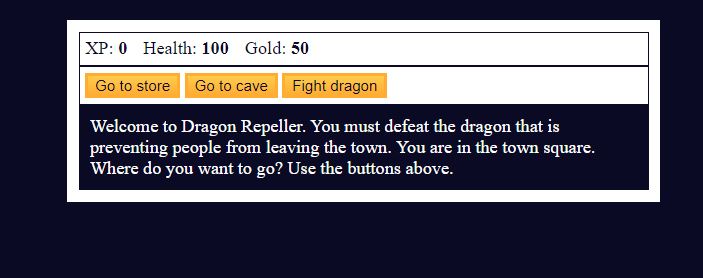 XP: 0 Health: 100 Gold: 50
Go to store Go to cave Fight dragon
Welcome to Dragon Repeller. You must defeat the dragon that is
preventing people from leaving the town. You are in the town square.
Where do you want to go? Use the buttons above.